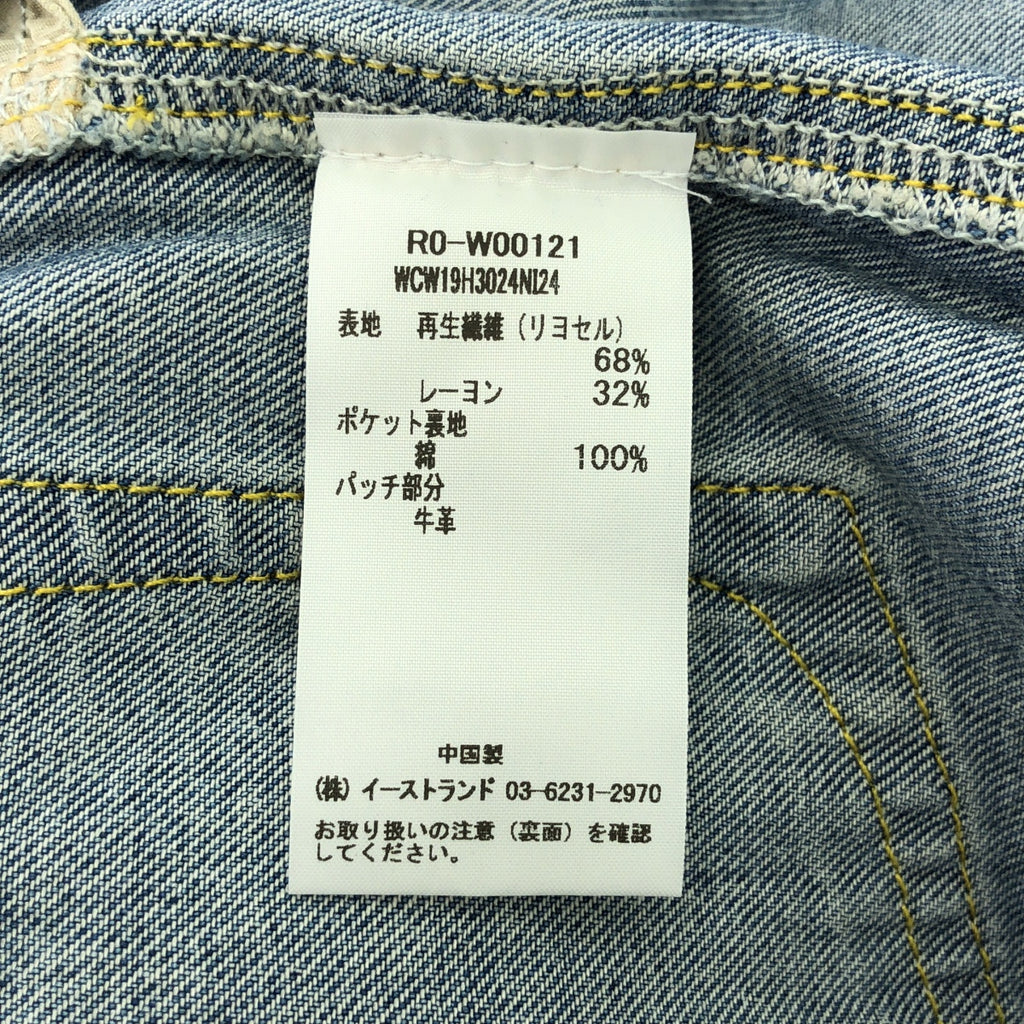 RO-W00121
WCW19H3024NI24
表地 再生繊維 (リヨセル)
68%
レーヨン 32%
ポケット裏地
綿 100%
パッチ部分
牛革
中国製
(株) イーストランド 03-6231-2970
お取り扱いの注意 (裏面) を確認
してください。